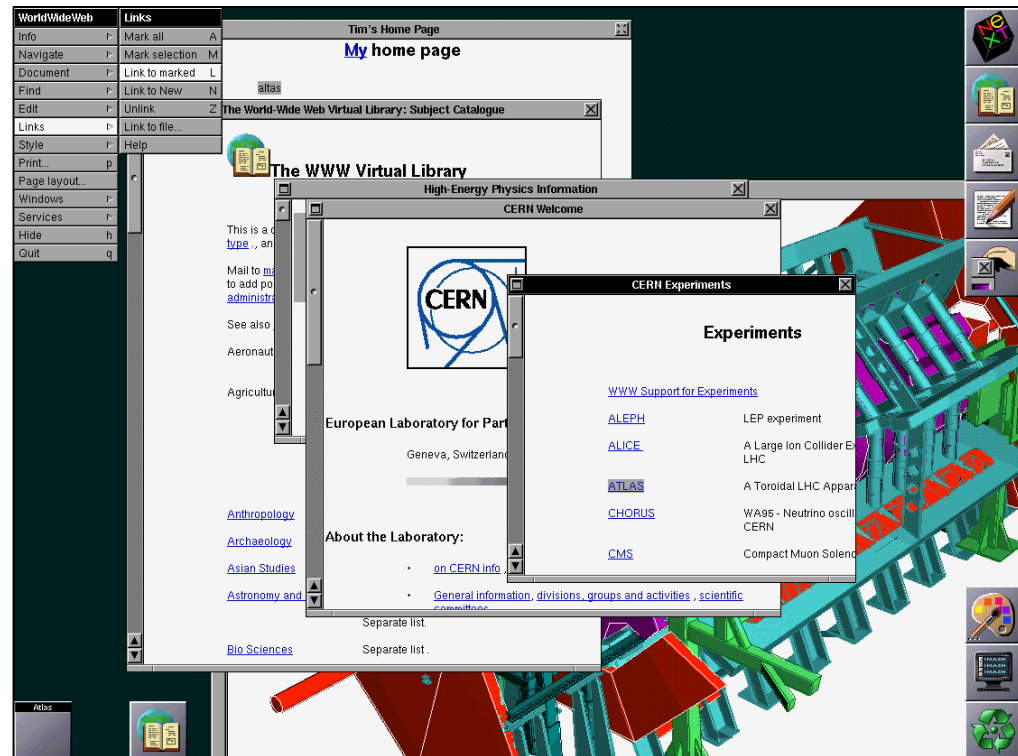 WorldWideWeb
Info
Navigate
Document
Find
Edit
Links
Style
Print... p
Page layout...
Windows
Services
Hide h
Quit q
Links
Mark all A
Mark selection M
Link to marked L
Link to New N
Unlink Z
Link to file...
Help
Tim's Home Page
My home page
altas
The World-Wide Web Virtual Library: Subject Catalogue
The WWW Virtual Library
This is a
type ., an
Mail to
to add po
See also
Anthropology
Archaeology
Asian Studies
Astronomy and
Separate list.
Bio Sciences Separate list .
High-Energy Physics Information
CERN Welcome
CERN
European Laboratory for Part
Geneva, Switzerland
About the Laboratory:
· on CERN info ,
· General information, divisions, groups and activities , scientific
committees
CERN Experiments
Experiments
WWW Support for Experiments
ALEPH LEP experiment
ALICE A Large Ion Collider E
LHC
ATLAS A Toroidal LHC Appar
CHORUS WA95 - Neutrino oscill
CERN
CMS Compact Muon Soleno
NeXT
Atlas